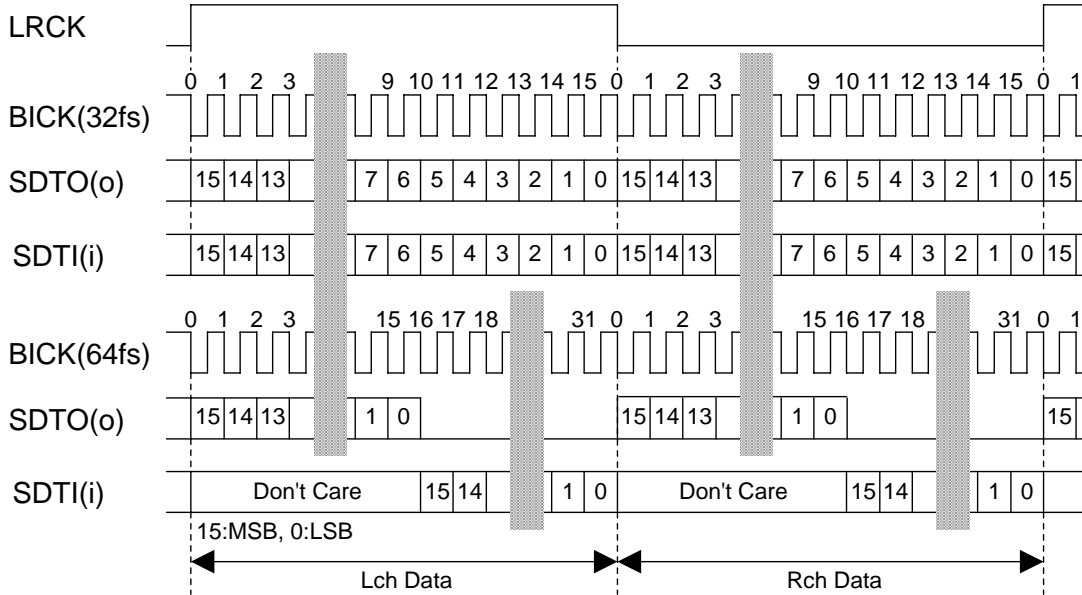 LRCK
0 1 2 3 9 10 11 12 13 14 15 0 1 2 3 9 10 11 12 13 14 15 0 1
BICK(32fs)
SDTO(o) 15 14 13 7 6 5 4 3 2 1 0 15 14 13 7 6 5 4 3 2 1 0 15
SDTI(i) 15 14 13 7 6 5 4 3 2 1 0 15 14 13 7 6 5 4 3 2 1 0 15
0 1 2 3 15 16 17 18 31 0 1 2 3 15 16 17 18 31 0 1
BICK(64fs)
SDTO(o) 15 14 13 1 0 15 14 13 1 0 15
SDTI(i) Don't Care 15 14 1 0 Don't Care 15 14 1 0
15:MSB, 0:LSB
Lch Data Rch Data